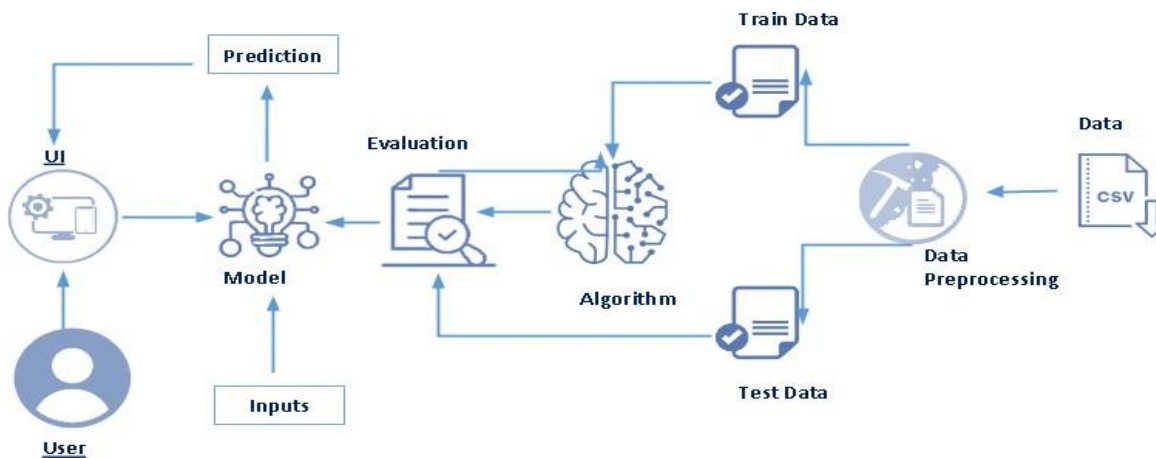 Train Data
Prediction
Data
Evaluation
UI
CSV
Model
Data
Preprocessing
Algorithm
Test Data
Inputs
User